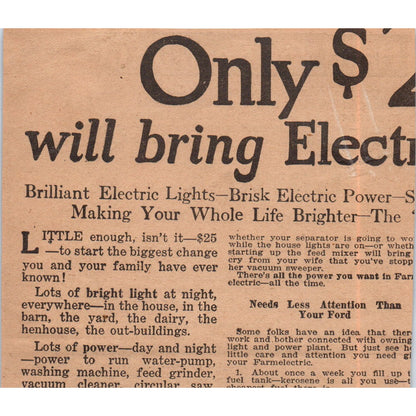 Only $2
will bring Electri
Brilliant Electric Lights—Brisk Electric Power—S
Making Your Whole Life Brighter—The
LITTLE enough, isn't it—$25
—to start the biggest change
you and your family have ever
known!
Lots of bright light at night,
everywhere—in the house, in the
barn, the yard, the dairy, the
henhouse, the out-buildings.
Lots of power—day and night
—power to run water-pump,
washing machine, feed grinder,
vacuum cleaner, circular saw
whether your separator is going to wo
while the house lights are on—or wheth
starting up the feed mixer will bring
cry from your wife that you've stopp
her vacuum sweeper.
There's all the power you want in Far
electric—all the time.
Needs Less Attention Than
Your Ford
Some folks have an idea that ther
work and bother connected with owning
light and power plant. But just see h
little care and attention you need gi
your Farmelectric.
1. About once a week you fill up t
fuel tank—kerosene is all you use—t
cheapest fuel there is